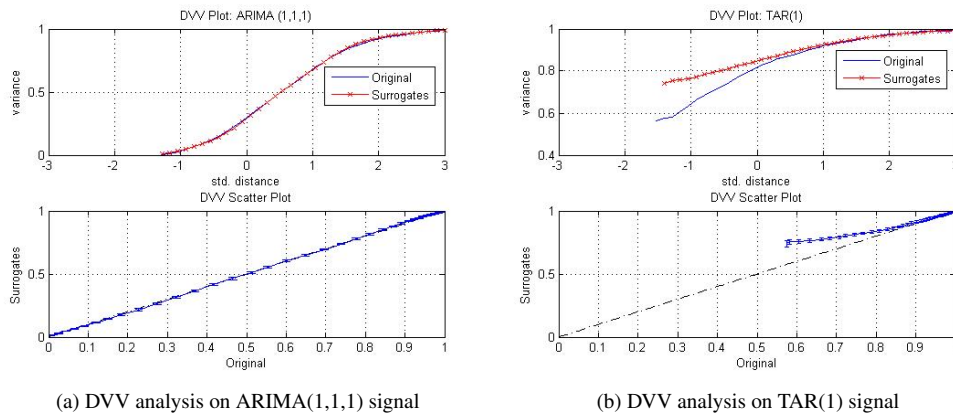 DVV Plot: ARIMA (1,1,1)
1
0.5
0
variance
-3
-2
-1
0
1
2
3
std. distance
Original
Surrogates
DVV Scatter Plot
1
0.5
0
Surrogates
0
0.1
0.2
0.3
0.4
0.5
0.6
0.7
0.8
0.9
1
Original
(a) DVV analysis on ARIMA(1,1,1) signal
DVV Plot: TAR(1)
1
0.8
0.6
0.4
variance
-3
-2
-1
0
1
2
std. distance
Original
Surrogates
DVV Scatter Plot
1
0.5
0
Surrogates
0
0.1
0.2
0.3
0.4
0.5
0.6
0.7
0.8
0.9
Original
(b) DVV analysis on TAR(1) signal